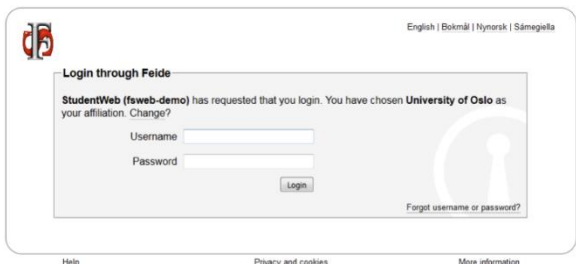 English | Bokmål | Nynorsk | Sámegiella
Login through Feide
StudentWeb (fsweb-demo) has requested that you login. You have chosen University of Oslo as
your affiliation. Change?
Username
Password
Login
Forgot username or password?
Help Privacy and cookies More information